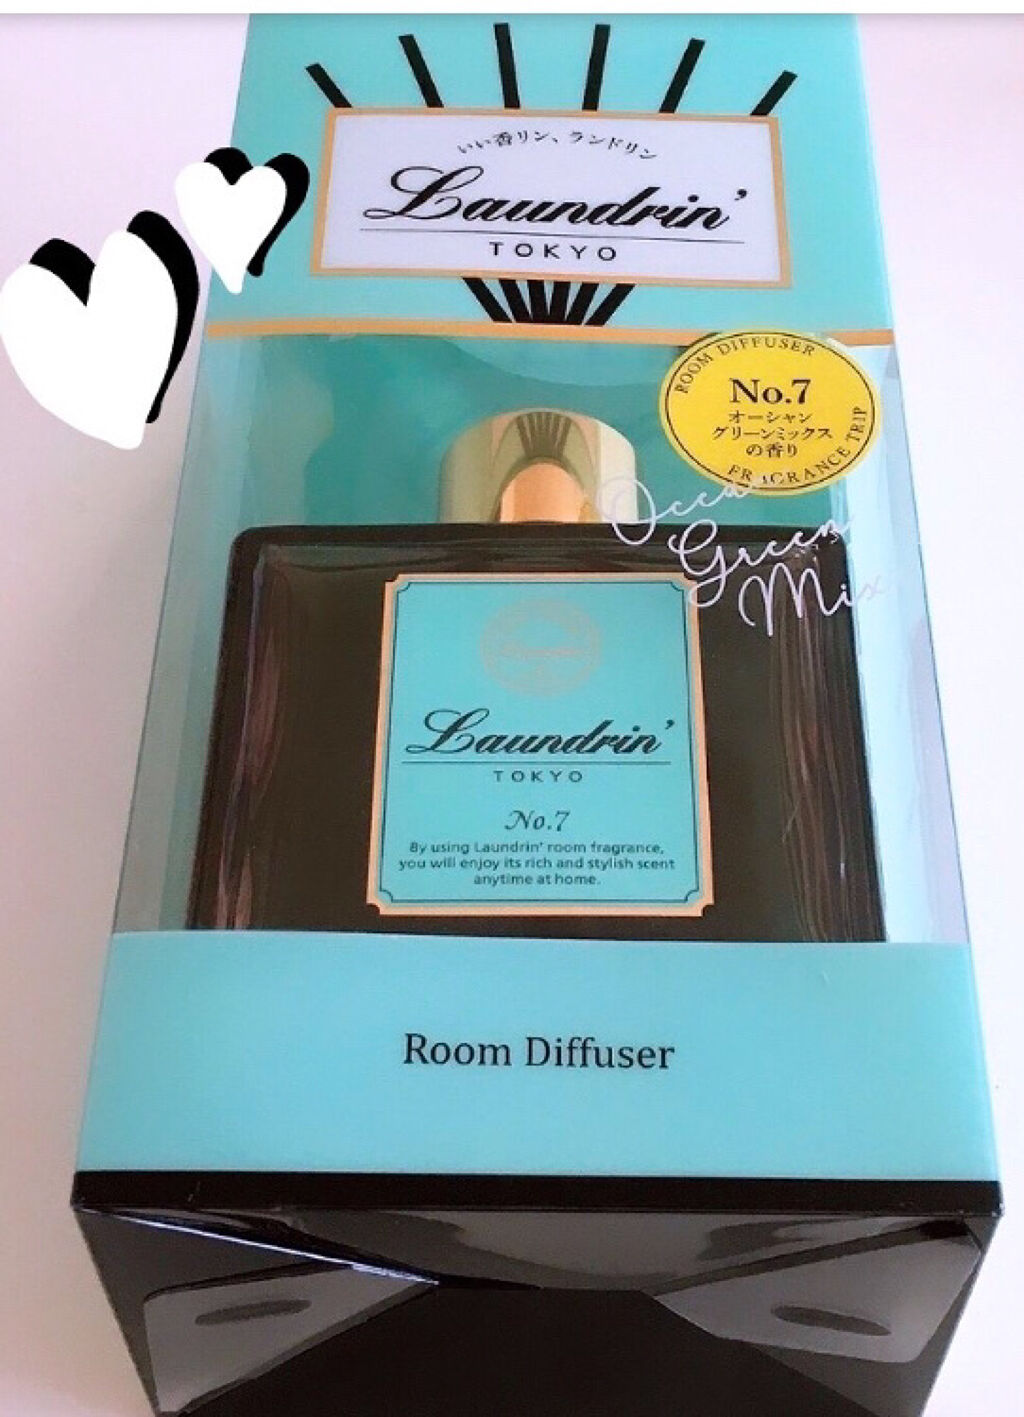 いい香リン、ランドリン
Laundrin'
TOKYO
ROOM DIFFUSER
No.7
オーシャン
グリーンミックス
の香り
FRAGRANCE TRIP
Occean
Green
Mix
Laundrin'
TOKYO
No.7
By using Laundrin' room fragrance,
you will enjoy its rich and stylish scent
anytime at home.
Room Diffuser